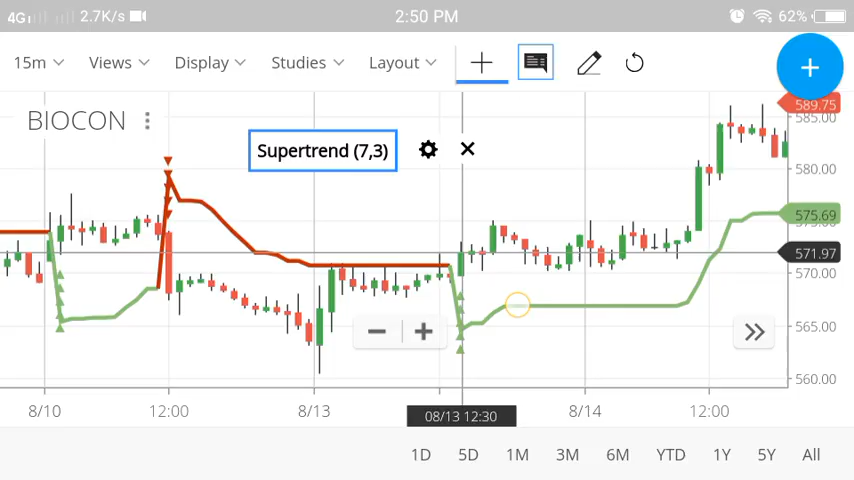 4G 2.7K/s 2:50 PM 62%
15m Views Display Studies Layout
589.75
BIOCON
585.00
Supertrend (7,3)
580.00
575.69
571.97
570.00
565.00
560.00
8/10 12:00 8/13 08/13 12:30 8/14 12:00
1D 5D 1M 3M 6M YTD 1Y 5Y All